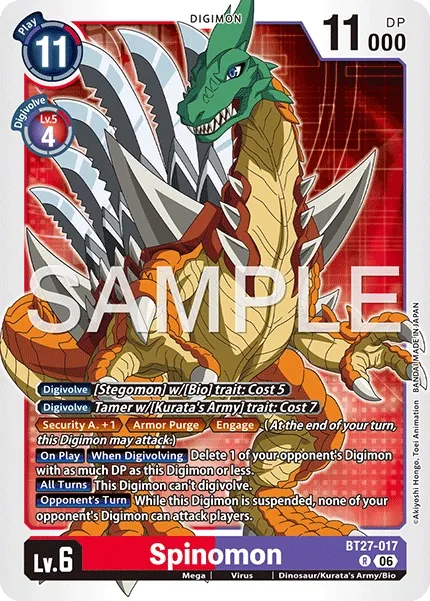 DIGIMON
Play
11
11 000
DP
Digivolve
Lv.5
4
SAMPLE
Digivolve [Stegomon] w/[Bio] trait: Cost 5
Digivolve Tamer w/[Kurata's Army] trait: Cost 7
Security A. +1 Armor Purge Engage . (At the end of your turn,
this Digimon may attack.)
On Play When Digivolving Delete 1 of your opponent's Digimon
with as much DP as this Digimon or less.
All Turns This Digimon can't digivolve.
Opponent's Turn While this Digimon is suspended, none of your
opponent's Digimon can attack players.
©Akiyoshi Hongo, Toei Animation BANDAI MADE IN JAPAN
Lv.6
Spinomon
BT27-017
R 06
Mega Virus Dinosaur/Kurata's Army/Bio